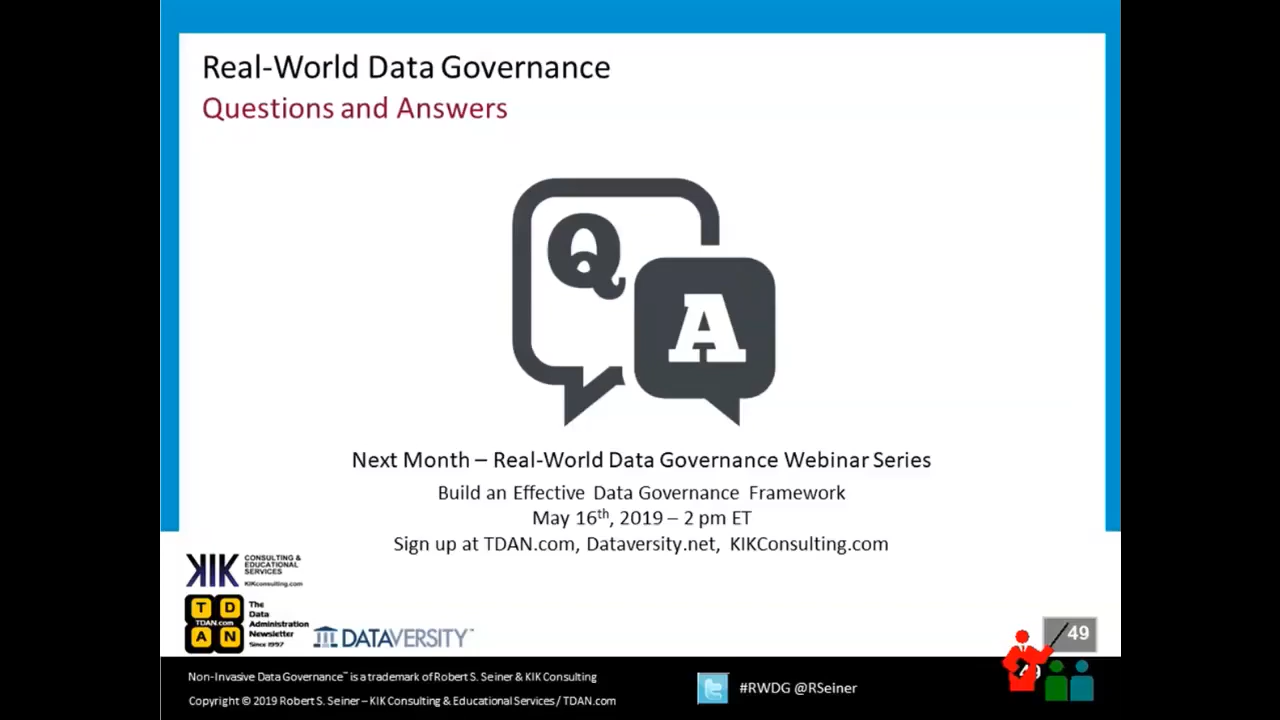 Real-World Data Governance
Questions and Answers
Q
A
Next Month – Real-World Data Governance Webinar Series
Build an Effective Data Governance Framework
May 16th, 2019 – 2 pm ET
Sign up at TDAN.com, Dataversity.net, KIKConsulting.com
KIK
CONSULTING &
EDUCATIONAL
SERVICES
KIKconsulting.com
T D
TDAN.com
A N
The
Data
Administration
Newsletter
Since 1997
DATAVERSITY™
49
Non-Invasive Data Governance™ is a trademark of Robert S. Seiner & KIK Consulting
Copyright © 2019 Robert S. Seiner – KIK Consulting & Educational Services / TDAN.com
#RWDG @RSeiner